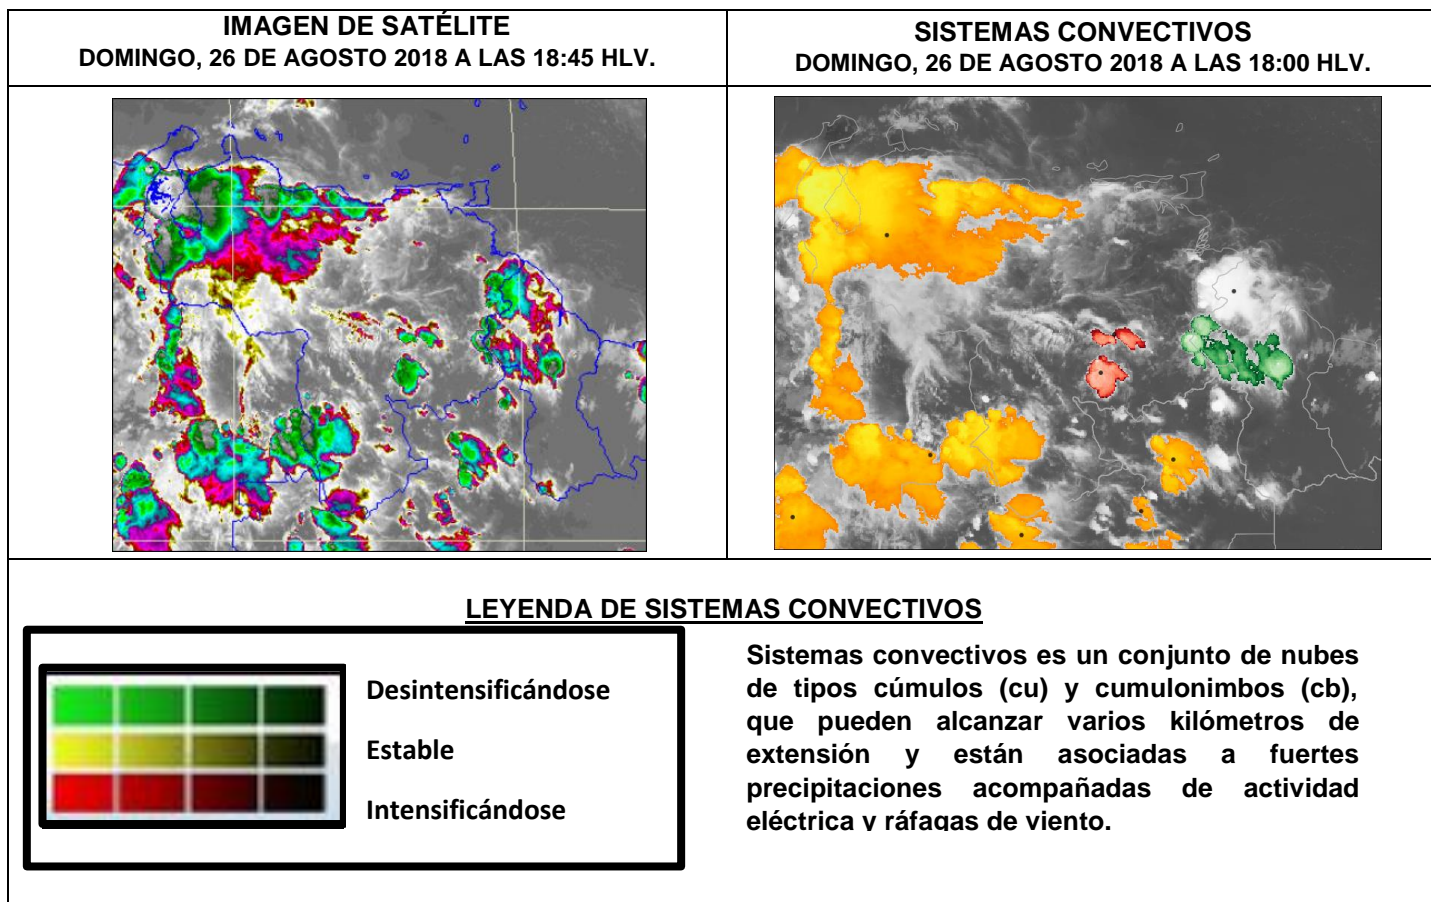 IMAGEN DE SATÉLITE
DOMINGO, 26 DE AGOSTO 2018 A LAS 18:45 HLV.
SISTEMAS CONVECTIVOS
DOMINGO, 26 DE AGOSTO 2018 A LAS 18:00 HLV.
LEYENDA DE SISTEMAS CONVECTIVOS
Desintensificándose
Estable
Intensificándose
Sistemas convectivos es un conjunto de nubes
de tipos cúmulos (cu) y cumulonimbos (cb),
que pueden alcanzar varios kilómetros de
extensión y están asociadas a fuertes
precipitaciones acompañadas de actividad
eléctrica y ráfagas de viento.